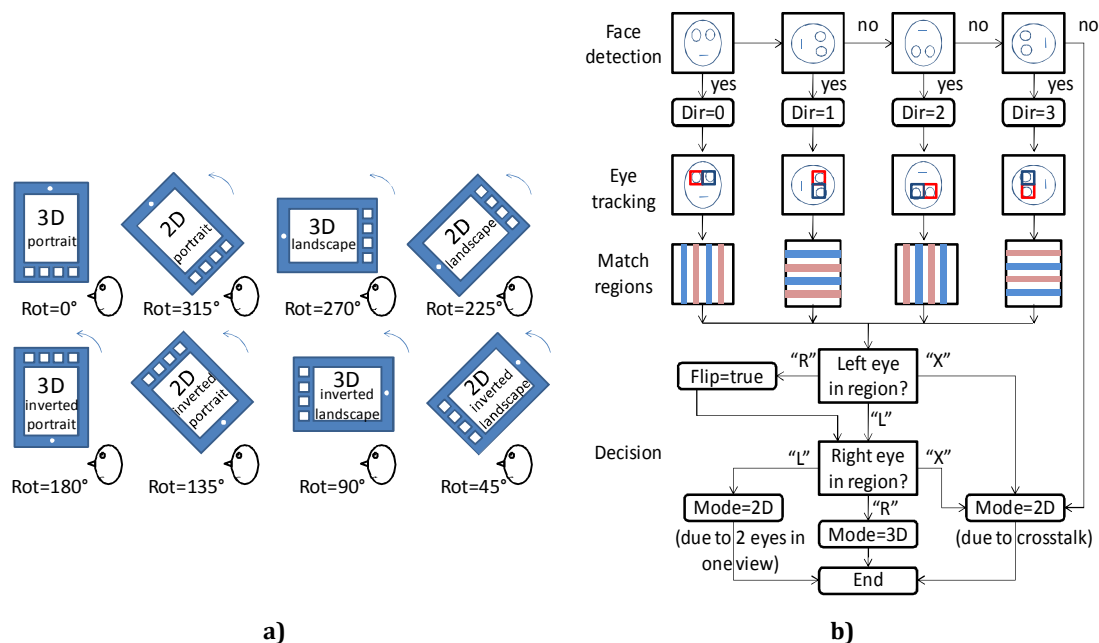 3D
portrait
2D
portrait
3D
landscape
2D
landscape
Rot=0°
Rot=315°
Rot=270°
Rot=225°
3D
inverted
portrait
2D
inverted
portrait
3D
inverted
landscape
2D
inverted
landscape
Rot=180°
Rot=135°
Rot=90°
Rot=45°
a)
Face
detection
no
no
no
yes
yes
yes
yes
Dir=0
Dir=1
Dir=2
Dir=3
Eye
tracking
Match
regions
"R"
Left eye
in region?
"X"
Flip=true
"L"
Decision
"L"
Right eye
in region?
"X"
"R"
Mode=2D
(due to 2 eyes in
one view)
Mode=3D
Mode=2D
(due to crosstalk)
End
b)